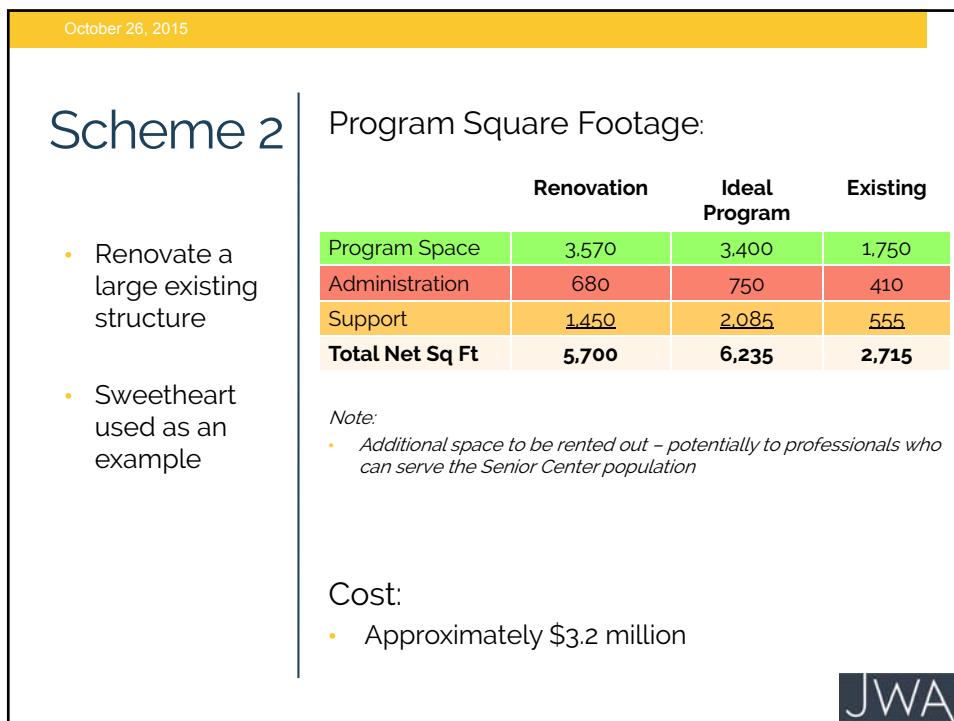 October 26, 2015
Scheme 2
• Renovate a
large existing
structure
• Sweetheart
used as an
example
Program Square Footage:
Renovation Ideal Program Existing
Program Space 3,570 3,400 1,750
Administration 680 750 410
Support 1,450 2,085 555
Total Net Sq Ft 5,700 6,235 2,715
Note:
• Additional space to be rented out – potentially to professionals who
can serve the Senior Center population
Cost:
• Approximately $3.2 million
JWA